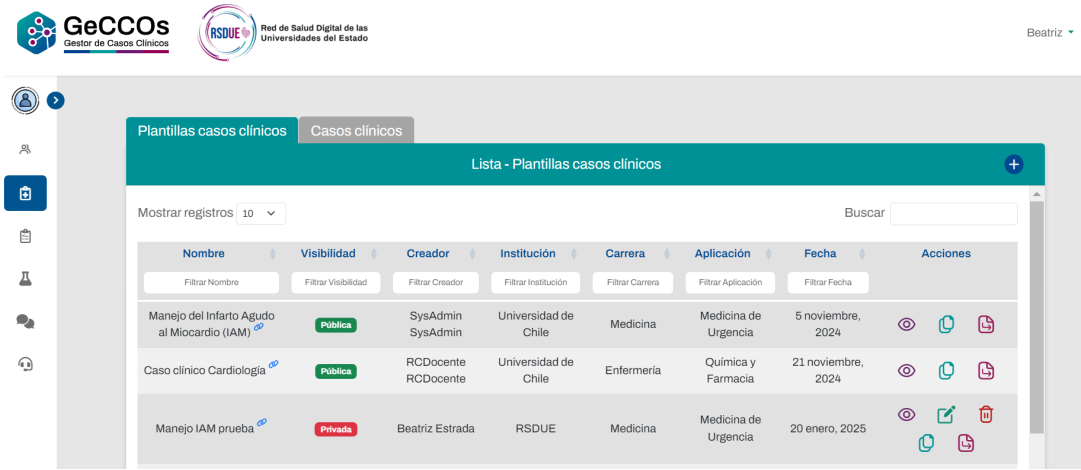 GeCCOs
Gestor de Casos Clínicos
RSDUE
Red de Salud Digital de las
Universidades del Estado
Beatriz
Plantillas casos clínicos
Casos clínicos
Lista - Plantillas casos clínicos
Mostrar registros 10
Buscar
Nombre Visibilidad Creador Institución Carrera Aplicación Fecha Acciones
Filtrar Nombre Filtrar Visibilidad Filtrar Creador Filtrar Institución Filtrar Carrera Filtrar Aplicación Filtrar Fecha
Manejo del Infarto Agudo
al Miocardio (IAM)
Pública
SysAdmin
SysAdmin
Universidad de
Chile
Medicina
Medicina de
Urgencia
5 noviembre,
2024
Caso clínico Cardiología
Pública
RCDocente
RCDocente
Universidad de
Chile
Enfermería
Química y
Farmacia
21 noviembre,
2024
Manejo IAM prueba
Privada
Beatriz Estrada
RSDUE
Medicina
Medicina de
Urgencia
20 enero, 2025